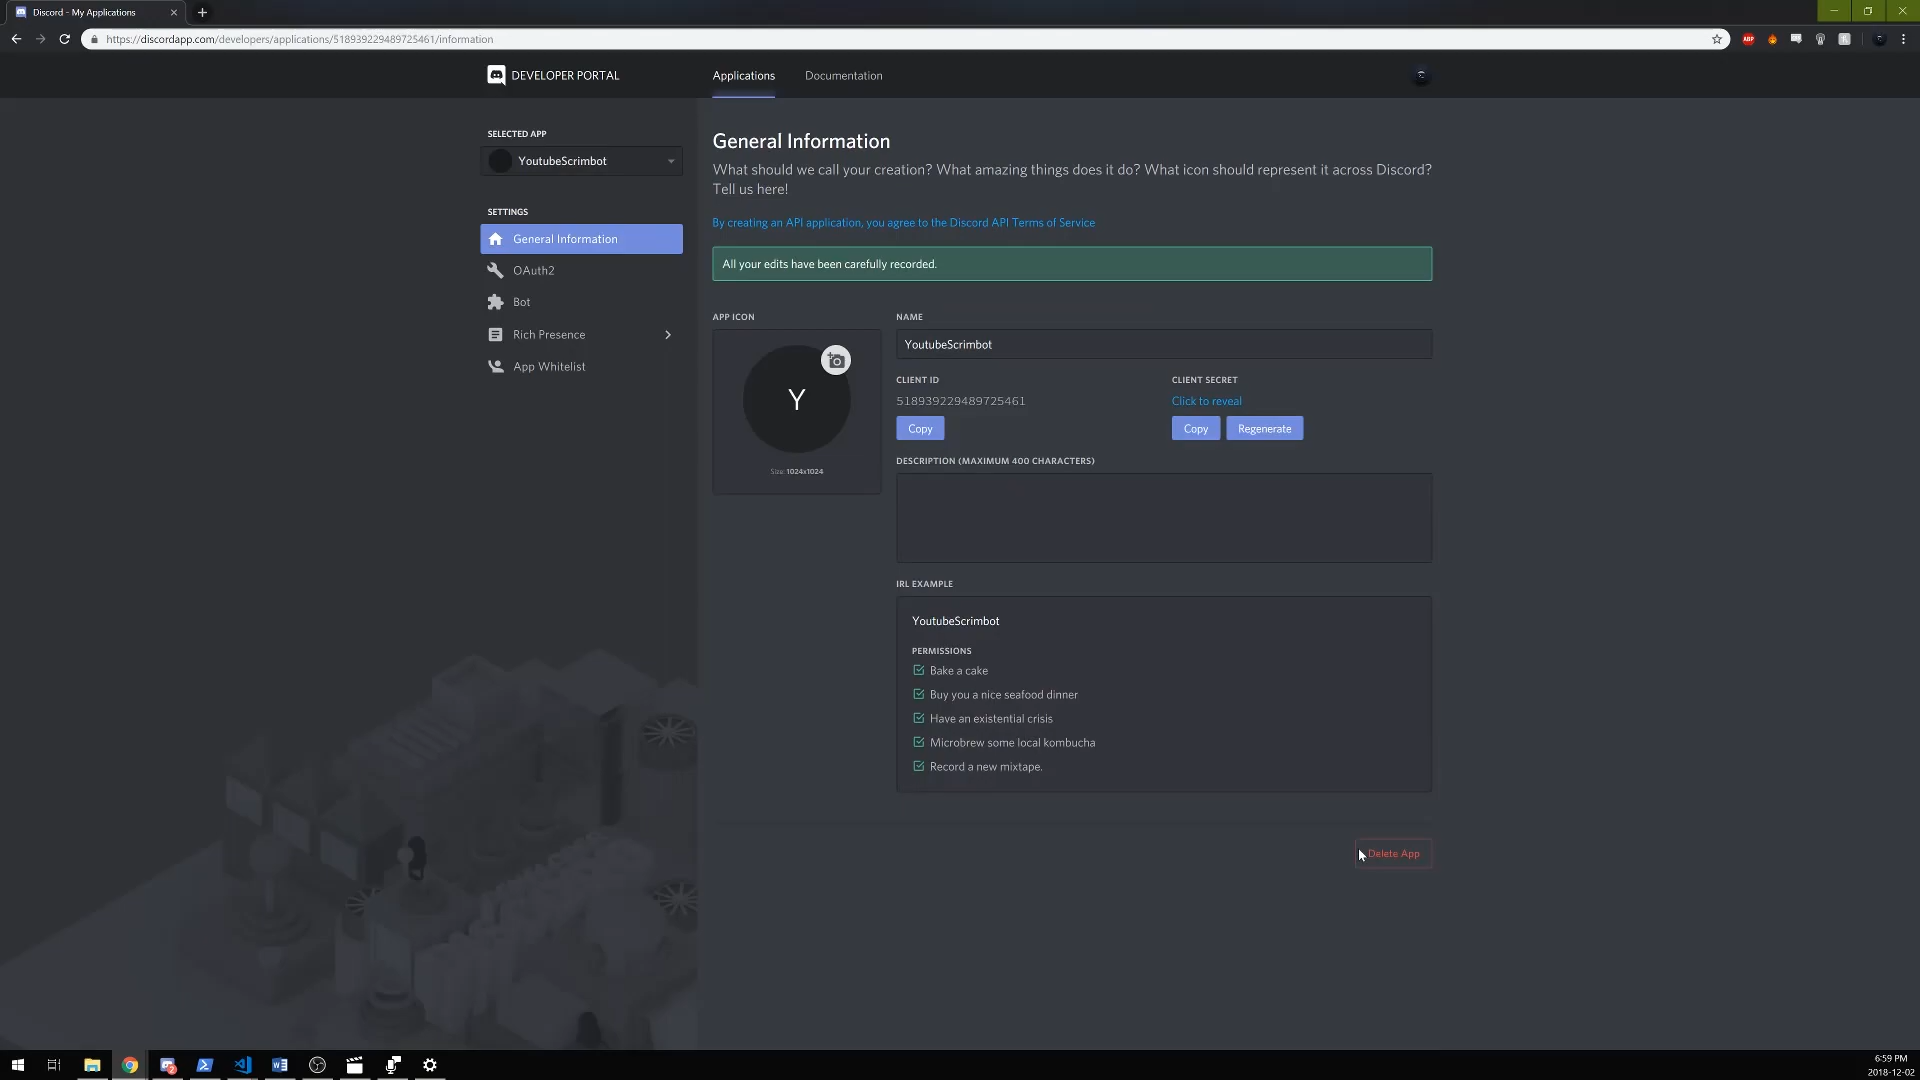 Discord - My Applications
https://discordapp.com/developers/applications/518939229489725461/information
ABP
DEVELOPER PORTAL
Applications
Documentation
SELECTED APP
YoutubeScrimbot
SETTINGS
General Information
OAuth2
Bot
Rich Presence
App Whitelist
General Information
What should we call your creation? What amazing things does it do? What icon should represent it across Discord?
Tell us here!
By creating an API application, you agree to the Discord API Terms of Service
All your edits have been carefully recorded.
APP ICON
Y
Size: 1024x1024
NAME
YoutubeScrimbot
CLIENT ID
518939229489725461
Copy
CLIENT SECRET
Click to reveal
Copy
Regenerate
DESCRIPTION (MAXIMUM 400 CHARACTERS)
IRL EXAMPLE
YoutubeScrimbot
PERMISSIONS
Bake a cake
Buy you a nice seafood dinner
Have an existential crisis
Microbrew some local kombucha
Record a new mixtape.
Delete App
2
6:59 PM
2018-12-02